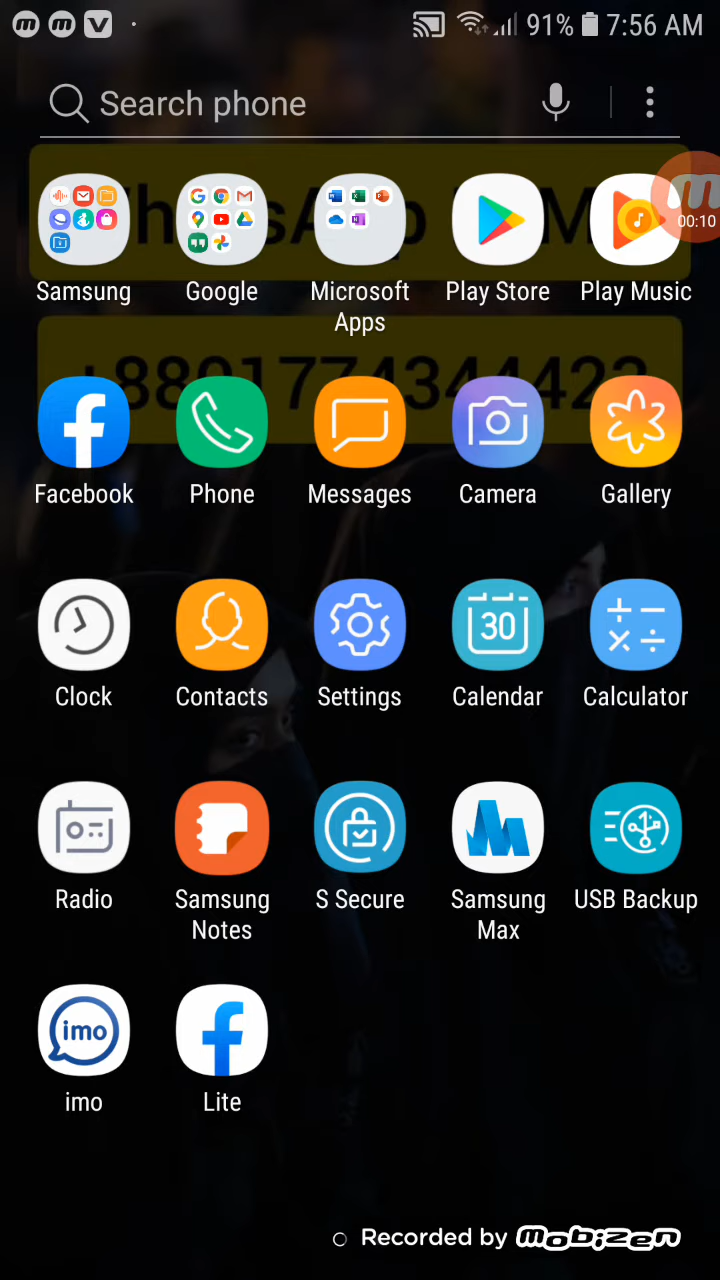 91% 7:56 AM
Search phone
00:10
Samsung Google Microsoft Apps Play Store Play Music
+8801774344423
Facebook Phone Messages Camera Gallery
30
Clock Contacts Settings Calendar Calculator
Radio Samsung Notes S Secure Samsung Max USB Backup
imo
imo Lite
Recorded by mobizen